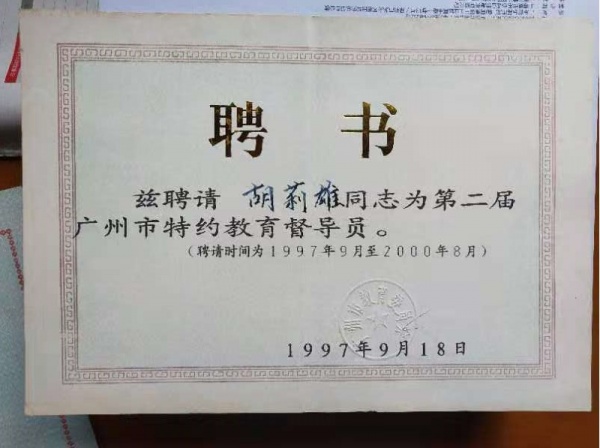 聘书
兹聘请 胡莉雄同志为第二届
广州市特约教育督导员。
(聘请时间为1997年9月至2000年8月)
1997年9月18日